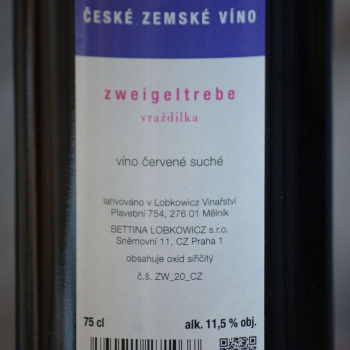 ČESKÉ ZEMSKÉ VÍNO
zweigeltrebe
vraždilka
víno červené suché
lahvováno v Lobkowicz Vinařství
Plavební 754, 276 01 Mělník
BETTINA LOBKOWICZ s.r.o.
Sněmovní 11, CZ Praha 1
obsahuje oxid siřičitý
č.š. ZW_20_CZ
75 cl
alk. 11,5 % obj.